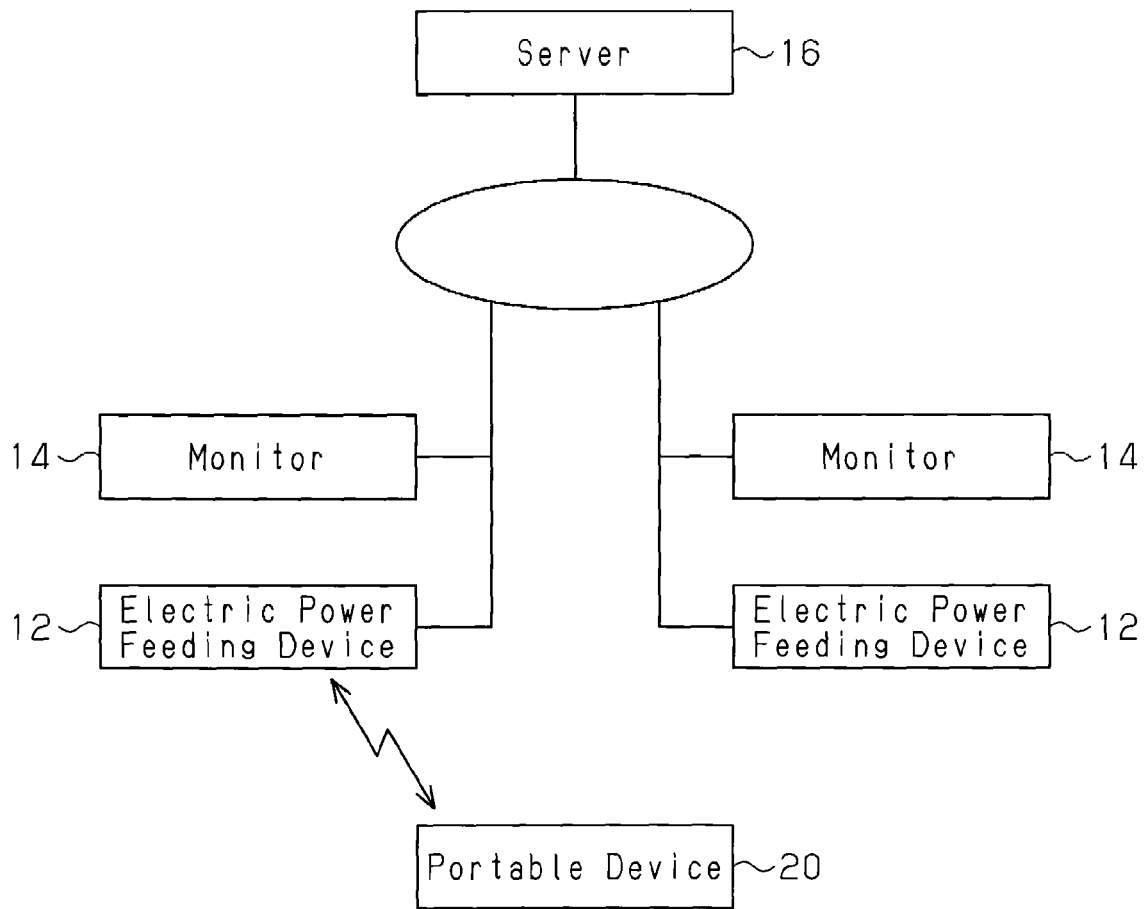 Server
16
14
Monitor
Monitor
14
12
Electric Power
Feeding Device
Electric Power
Feeding Device
12
Portable Device
20